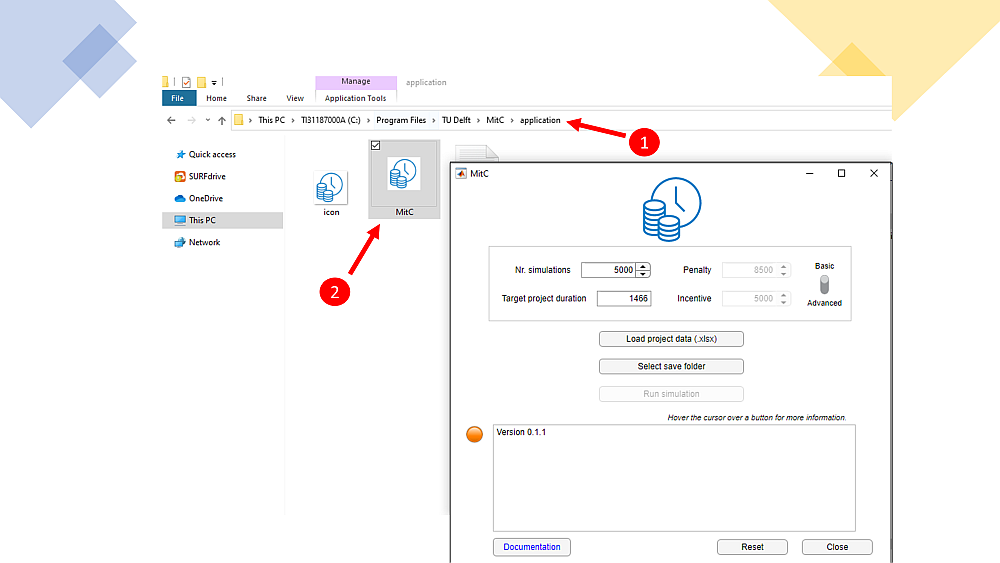 Manage
application
File
Home
Share
View
Application Tools
This PC > TI31187000A (C:) > Program Files > TU Delft > MitC > application
1
Quick access
SURFdrive
OneDrive
This PC
Network
icon
MitC
2
MitC
Nr. simulations 5000
Penalty 8500
Basic
Target project duration 1466
Incentive 5000
Advanced
Load project data (.xlsx)
Select save folder
Run simulation
Hover the cursor over a button for more information.
Version 0.1.1
Documentation
Reset
Close